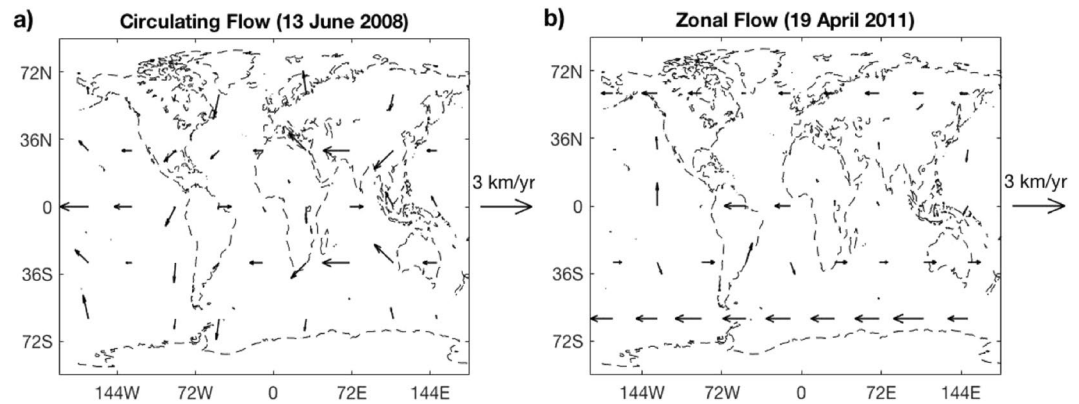 a) Circulating Flow (13 June 2008)
72N
36N
0
36S
72S
144W 72W 0 72E 144E
3 km/yr
b) Zonal Flow (19 April 2011)
72N
36N
0
36S
72S
144W 72W 0 72E 144E
3 km/yr